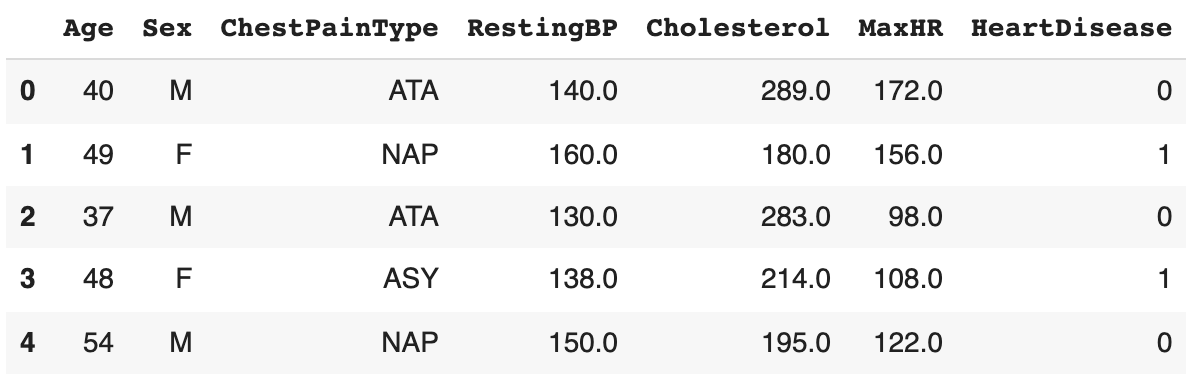 Age Sex ChestPainType RestingBP Cholesterol MaxHR HeartDisease
0 40 M ATA 140.0 289.0 172.0 0
1 49 F NAP 160.0 180.0 156.0 1
2 37 M ATA 130.0 283.0 98.0 0
3 48 F ASY 138.0 214.0 108.0 1
4 54 M NAP 150.0 195.0 122.0 0